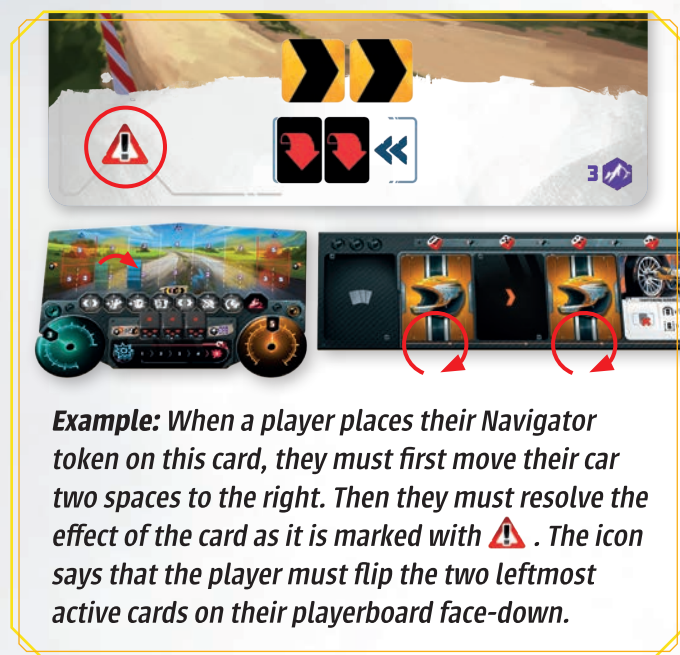 3
Example: When a player places their Navigator
token on this card, they must first move their car
two spaces to the right. Then they must resolve the
effect of the card as it is marked with . The icon
says that the player must flip the two leftmost
active cards on their playerboard face-down.